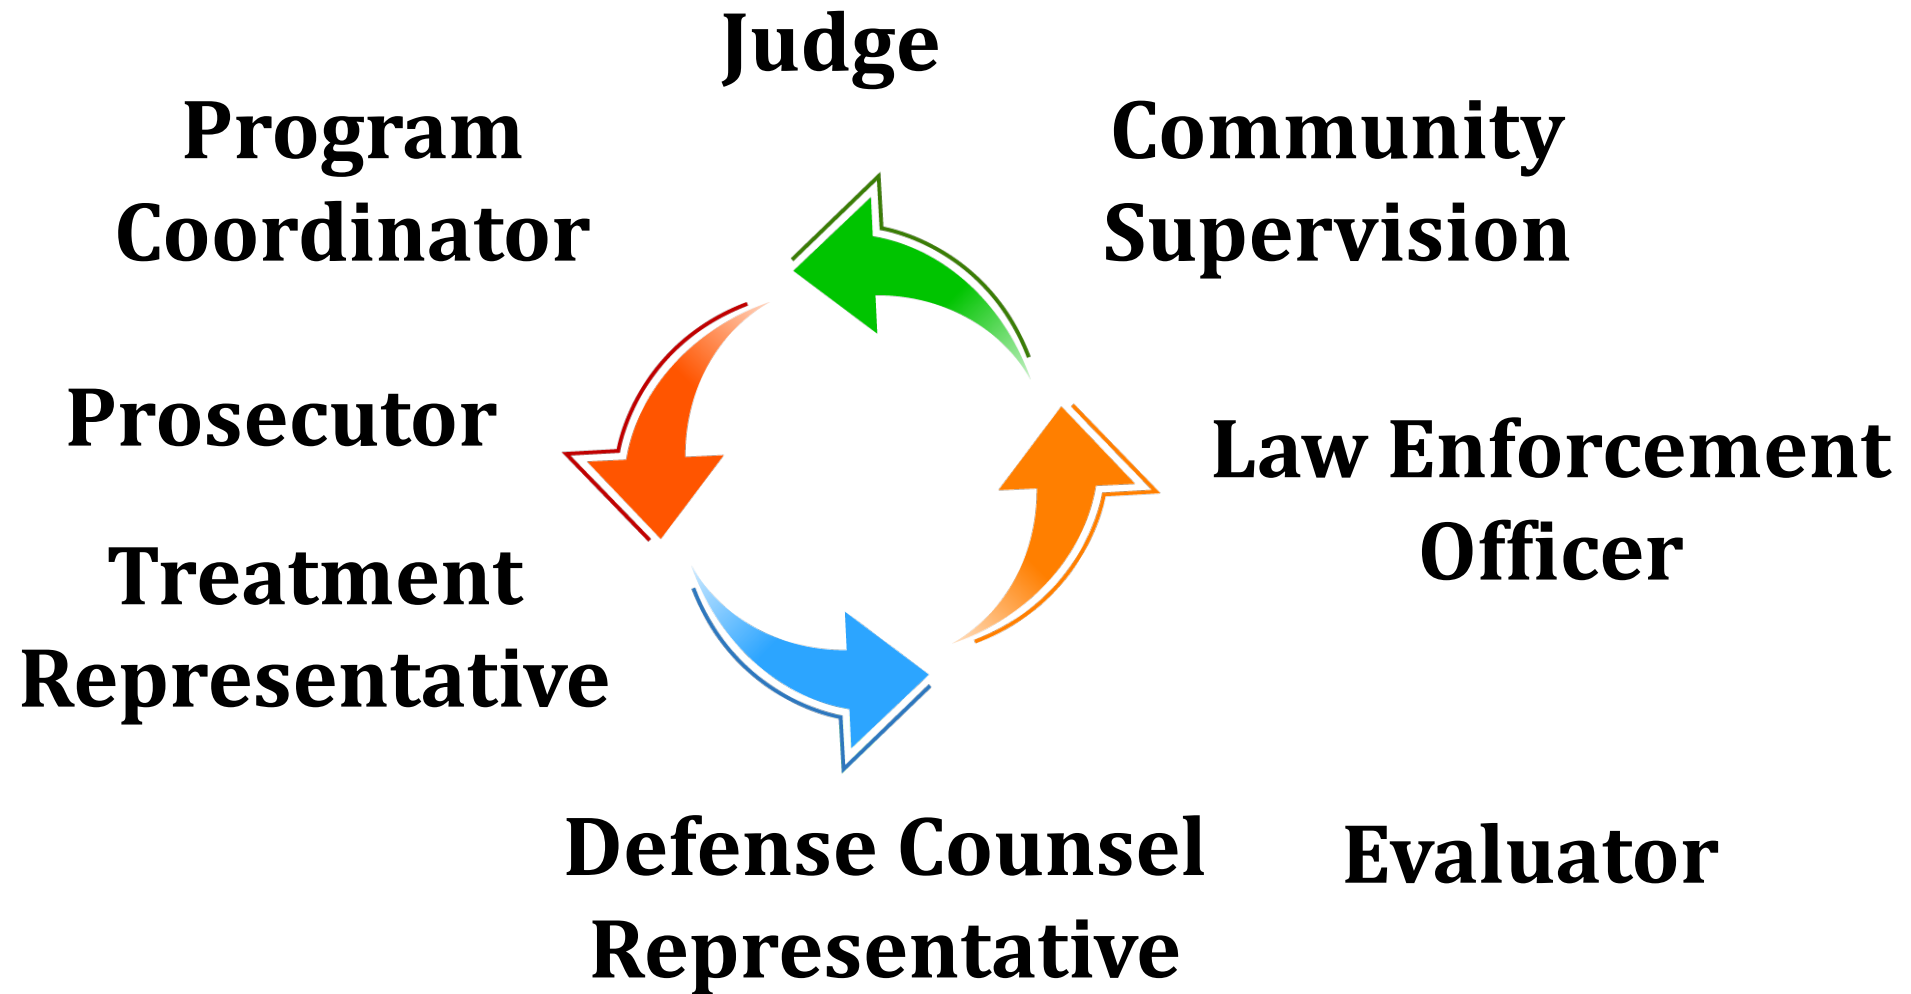 Judge
Program
Coordinator
Community
Supervision
Prosecutor
Law Enforcement
Officer
Treatment
Representative
Defense Counsel
Representative
Evaluator